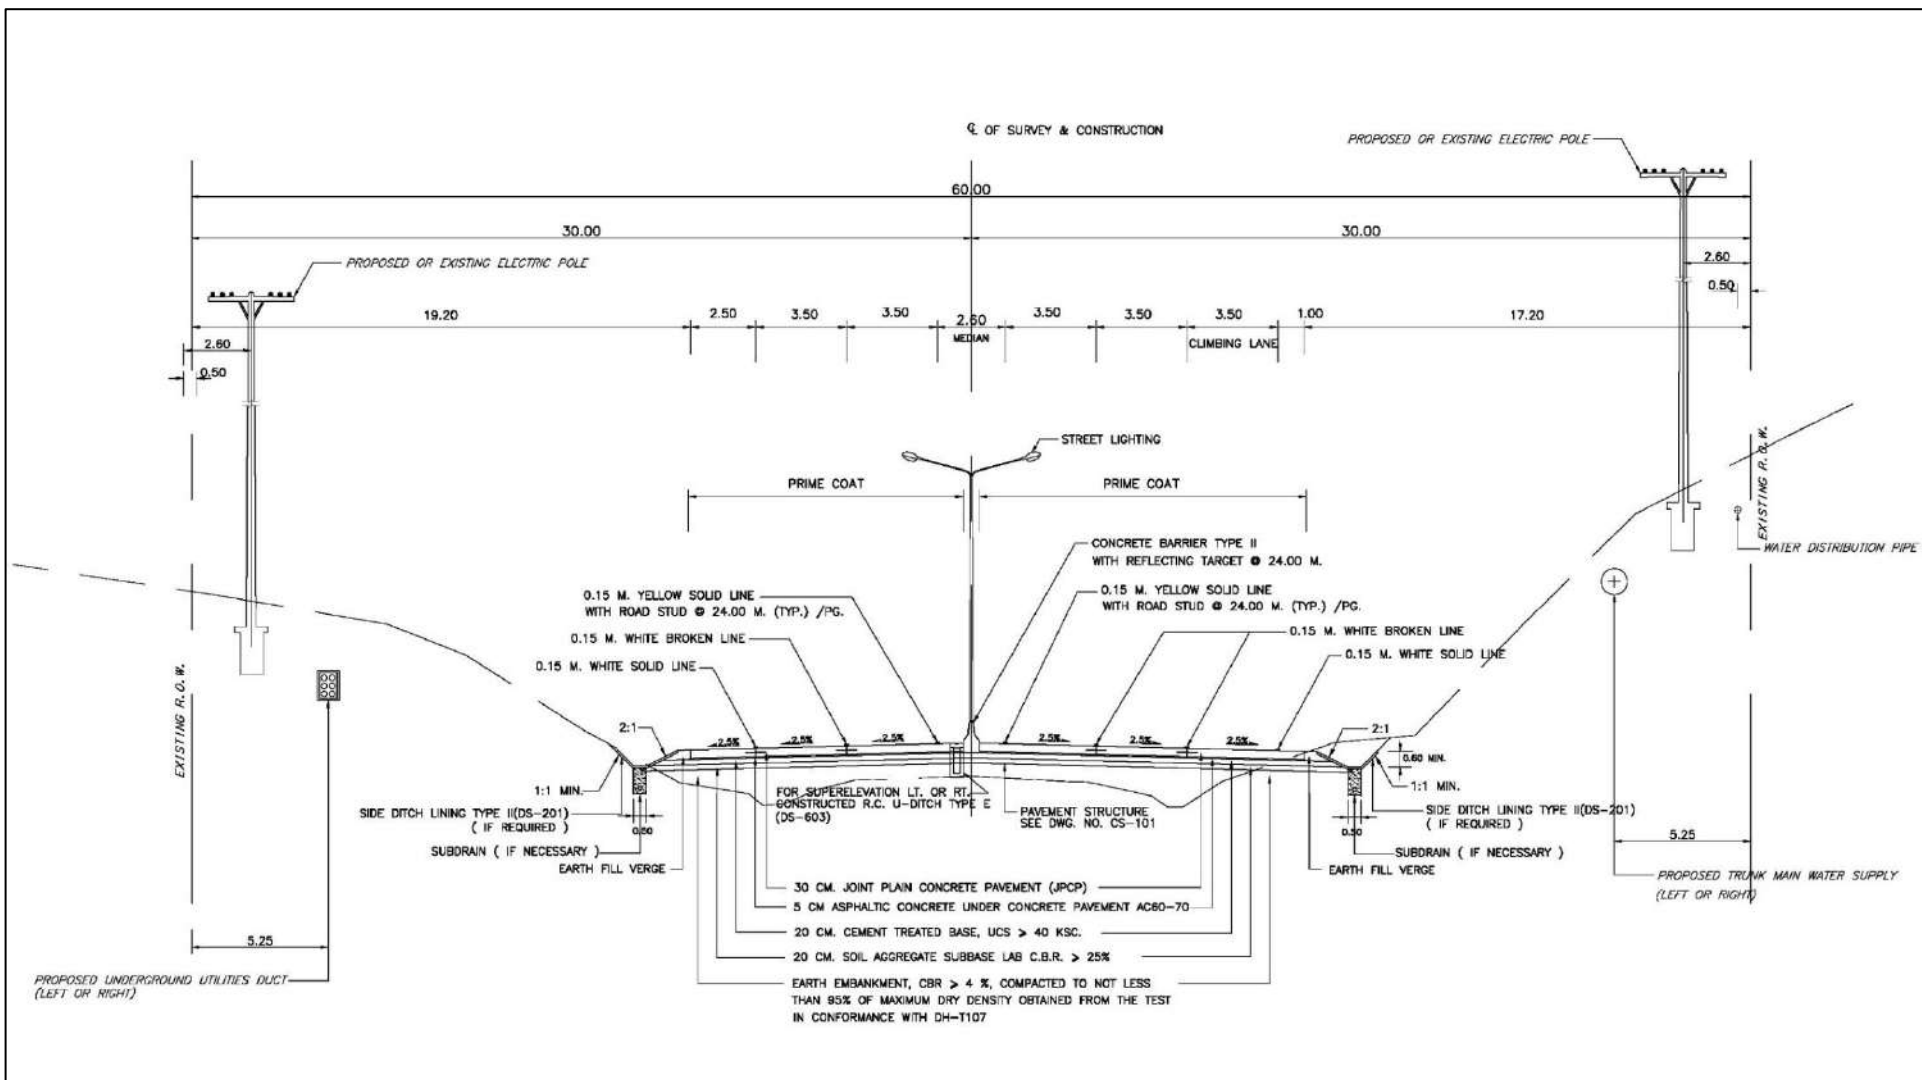 ℄ OF SURVEY & CONSTRUCTION
PROPOSED OR EXISTING ELECTRIC POLE
60.00
30.00
30.00
PROPOSED OR EXISTING ELECTRIC POLE
2.60
0.50
19.20
2.50
3.50
3.50
2.60
MEDIAN
3.50
3.50
3.50
1.00
17.20
CLIMBING LANE
2.60
0.50
STREET LIGHTING
EXISTING R.O.W.
PRIME COAT
PRIME COAT
CONCRETE BARRIER TYPE II
WITH REFLECTING TARGET @ 24.00 M.
WATER DISTRIBUTION PIPE
0.15 M. YELLOW SOLID LINE
WITH ROAD STUD @ 24.00 M. (TYP.) /PG.
0.15 M. YELLOW SOLID LINE
WITH ROAD STUD @ 24.00 M. (TYP.) /PG.
0.15 M. WHITE BROKEN LINE
0.15 M. WHITE BROKEN LINE
0.15 M. WHITE SOLID LINE
0.15 M. WHITE SOLID LINE
EXISTING R.O.W.
2:1
2.5%
2.5%
2.5%
2.5%
2.5%
2.5%
2:1
0.60 MIN.
1:1 MIN.
1:1 MIN.
FOR SUPERELEVATION LT. OR RT.
CONSTRUCTED R.C. U-DITCH TYPE E
(DS-603)
PAVEMENT STRUCTURE
SEE DWG. NO. CS-101
SIDE DITCH LINING TYPE II(DS-201)
( IF REQUIRED )
0.50
0.50
SIDE DITCH LINING TYPE II(DS-201)
( IF REQUIRED )
5.25
SUBDRAIN ( IF NECESSARY )
SUBDRAIN ( IF NECESSARY )
EARTH FILL VERGE
EARTH FILL VERGE
PROPOSED TRUNK MAIN WATER SUPPLY
(LEFT OR RIGHT)
30 CM. JOINT PLAIN CONCRETE PAVEMENT (JPCP)
5 CM ASPHALTIC CONCRETE UNDER CONCRETE PAVEMENT AC60-70
20 CM. CEMENT TREATED BASE, UCS > 40 KSC.
20 CM. SOIL AGGREGATE SUBBASE LAB C.B.R. > 25%
5.25
PROPOSED UNDERGROUND UTILITIES DUCT
(LEFT OR RIGHT)
EARTH EMBANKMENT, CBR > 4 %, COMPACTED TO NOT LESS
THAN 95% OF MAXIMUM DRY DENSITY OBTAINED FROM THE TEST
IN CONFORMANCE WITH DH-T107